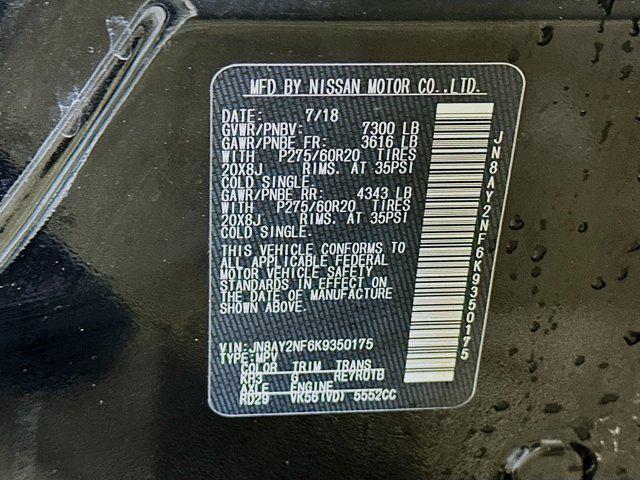 MFD BY NISSAN MOTOR CO.,LTD.
DATE: 7/18
GVWR/PNBV: 7300 LB
GAWR/PNBE FR: 3616 LB
WITH P275/60R20 TIRES
20X8J RIMS. AT 35PSI
COLD SINGLE.
GAWR/PNBE RR: 4343 LB
WITH P275/60R20 TIRES
20X8J RIMS. AT 35PSI
COLD SINGLE.
THIS VEHICLE CONFORMS TO
ALL APPLICABLE FEDERAL
MOTOR VEHICLE SAFETY
STANDARDS IN EFFECT ON
THE DATE OF MANUFACTURE
SHOWN ABOVE.
VIN:JN8AY2NF6K9350175
TYPE:MPV
COLOR TRIM TRANS
KH3 G RE7R01B
AXLE ENGINE
RD29 VK56(VD) 5552CC
JN8AY2NF6K9350175